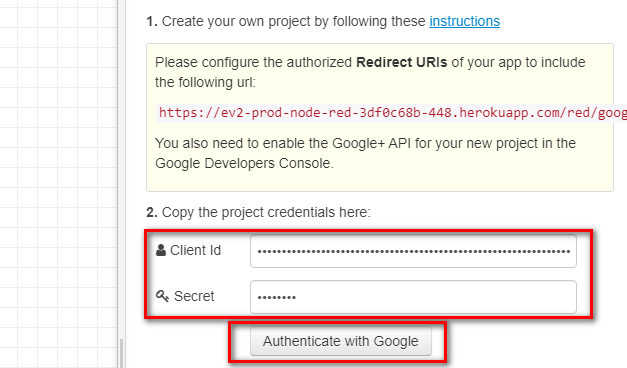 1. Create your own project by following these instructions
Please configure the authorized Redirect URIs of your app to include
the following url:
https://ev2-prod-node-red-3df0c68b-448.herokuapp.com/red/goog
You also need to enable the Google+ API for your new project in the
Google Developers Console.
2. Copy the project credentials here:
Client Id
Secret
Authenticate with Google